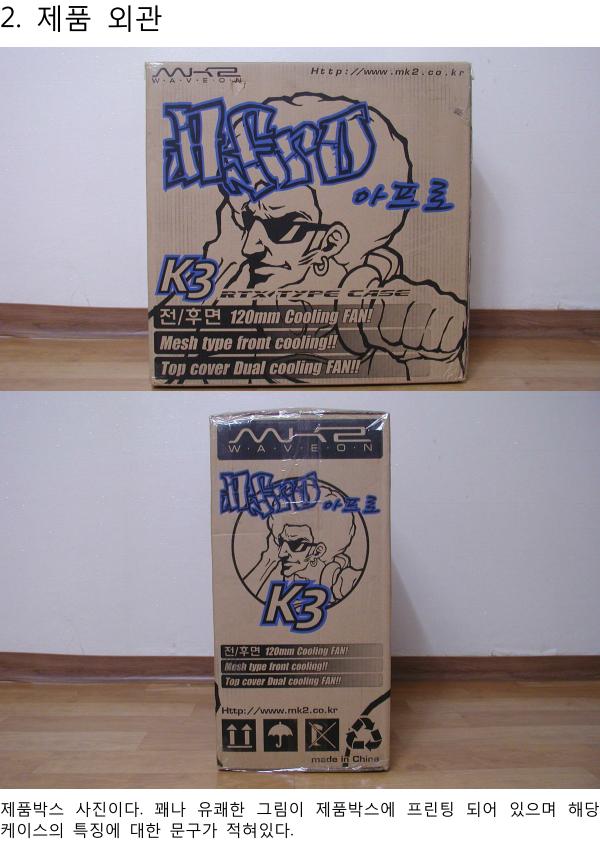 2. 제품 외관
MK2
W·A·V·E·O·N
Http://www.mk2.co.kr
Afro
아프로
K3
RTX/TYPE CASE
전/후면 120mm Cooling FAN!
Mesh type front cooling!!
Top cover Dual cooling FAN!!
MK2
W·A·V·E·O·N
Afro 아프로
K3
전/후면 120mm Cooling FAN!
Mesh type front cooling!!
Top cover Dual cooling FAN!!
Http://www.mk2.co.kr
made in China
제품박스 사진이다. 꽤나 유쾌한 그림이 제품박스에 프린팅 되어 있으며 해당
케이스의 특징에 대한 문구가 적혀있다.